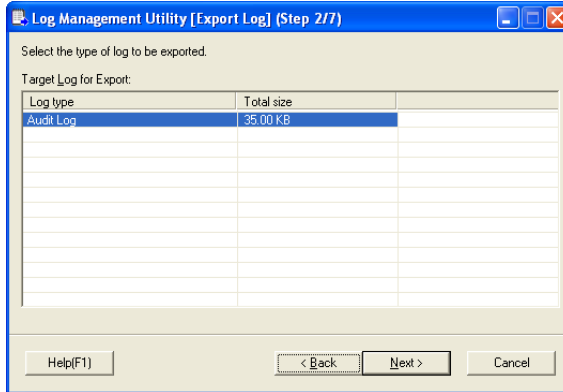 Log Management Utility [Export Log] (Step 2/7)
Select the type of log to be exported.
Target Log for Export:
Log type Total size
Audit Log 35.00 KB
Help(F1) < Back Next > Cancel